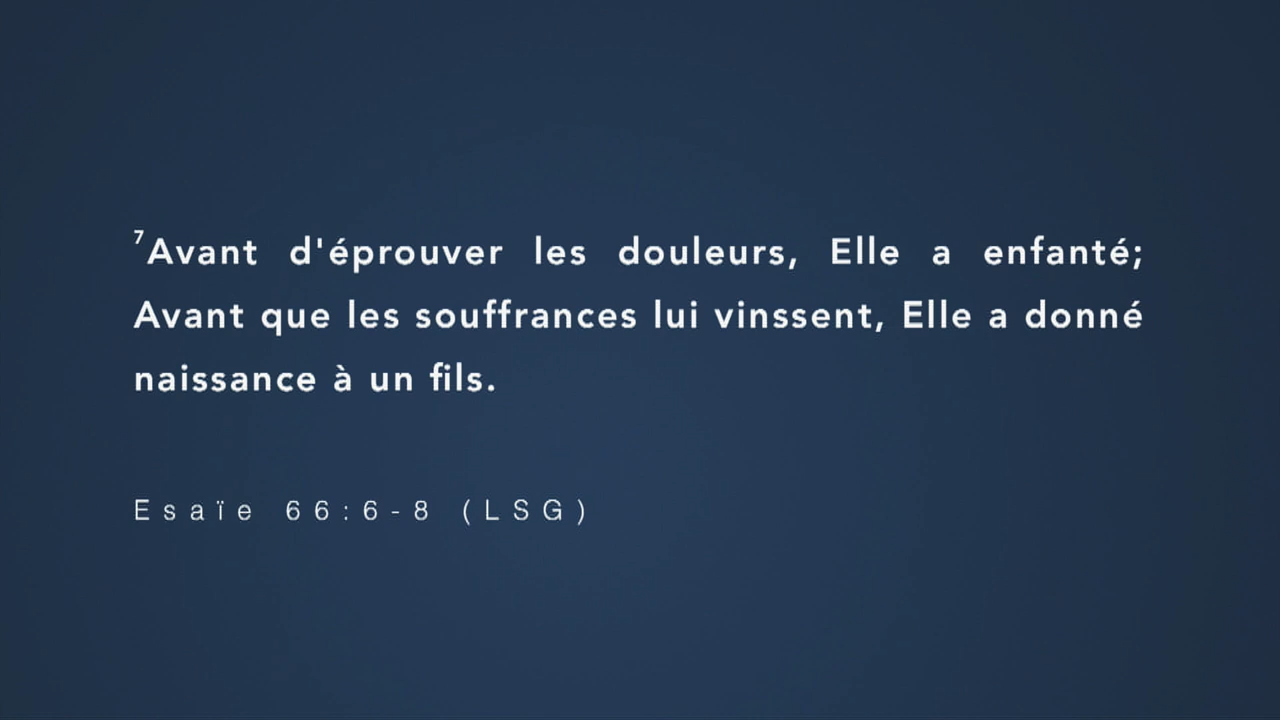 ⁷Avant d'éprouver les douleurs, Elle a enfanté;
Avant que les souffrances lui vinssent, Elle a donné
naissance à un fils.
Esaïe 66:6-8 (LSG)